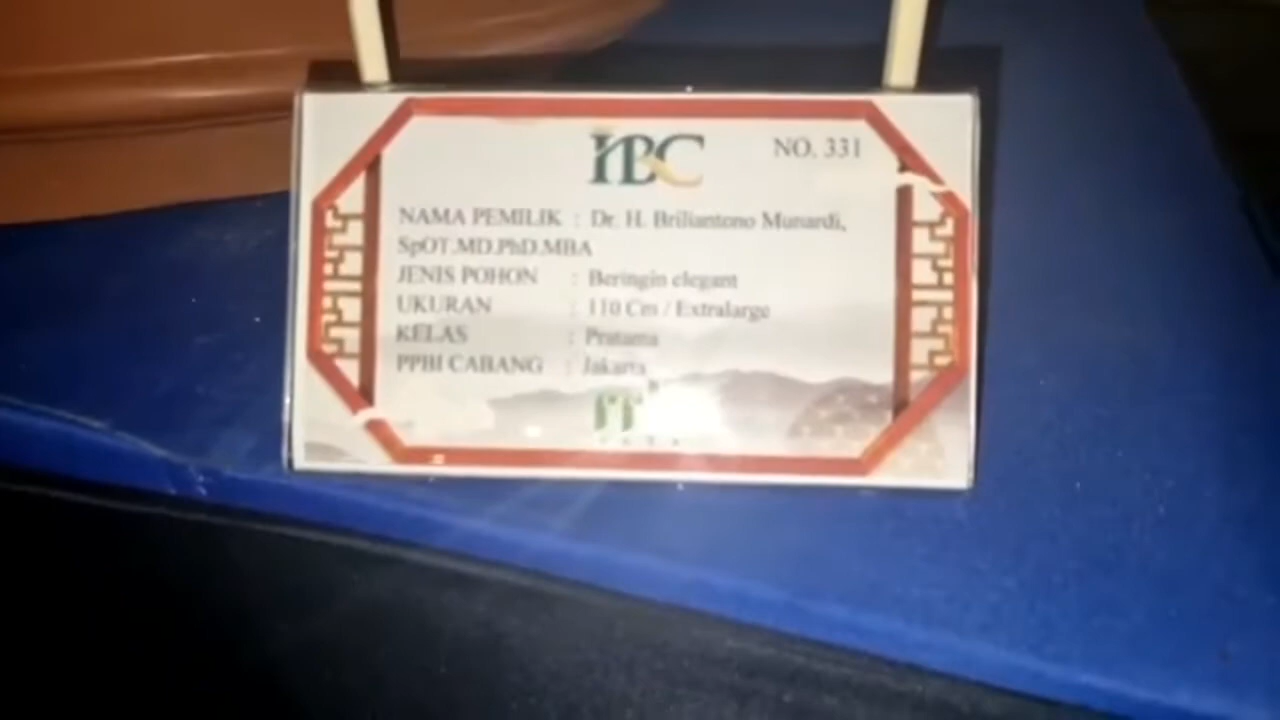 IBC
NO. 331
NAMA PEMILIK : Dr. H. Briliantono Munardi,
SpOT.MD.PhD.MBA
JENIS POHON : Beringin elegant
UKURAN : 110 Cm / Extralarge
KELAS : Pratama
PPBI CABANG : Jakarta